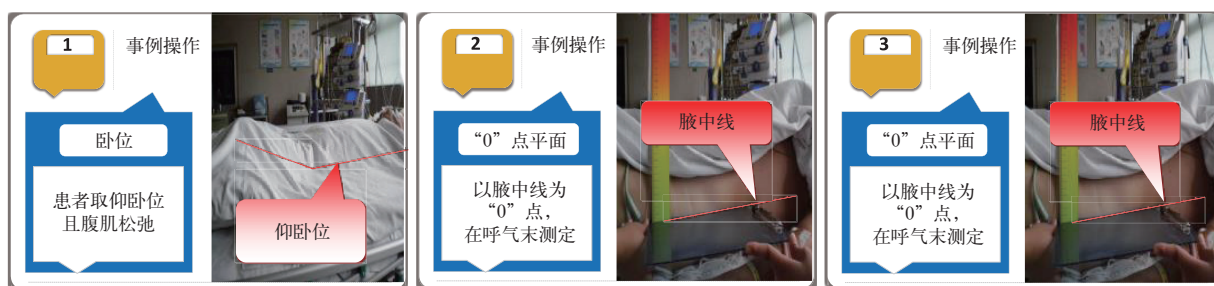 1
事例操作
卧位
患者取仰卧位
且腹肌松弛
仰卧位
2
事例操作
“0”点平面
以腋中线为
“0”点，
在呼气末测定
腋中线
3
事例操作
“0”点平面
以腋中线为
“0”点，
在呼气末测定
腋中线